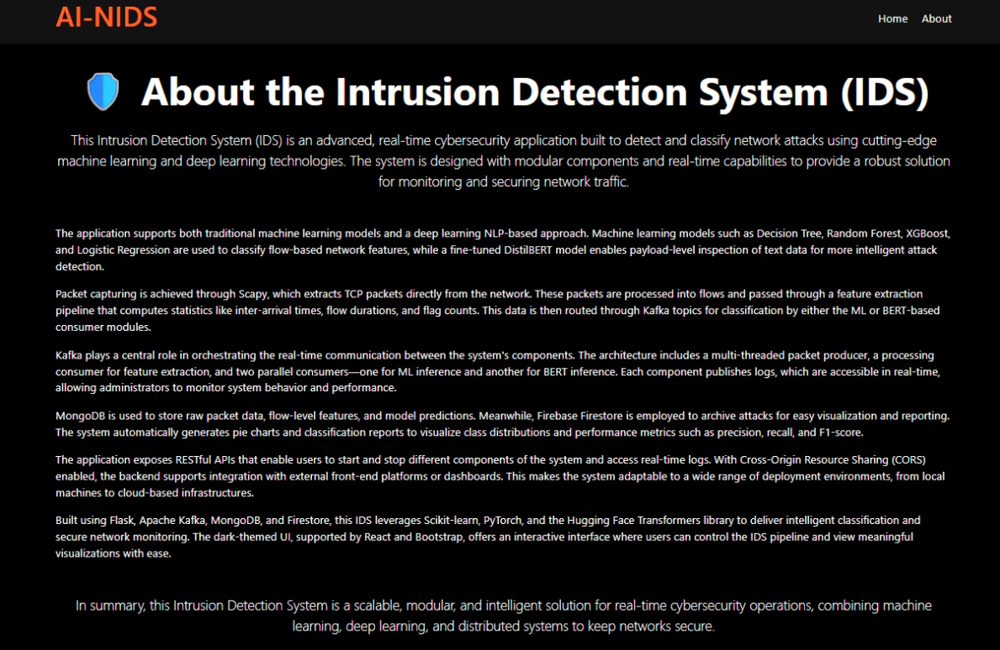 AI-NIDS
Home About
About the Intrusion Detection System (IDS)
This Intrusion Detection System (IDS) is an advanced, real-time cybersecurity application built to detect and classify network attacks using cutting-edge
machine learning and deep learning technologies. The system is designed with modular components and real-time capabilities to provide a robust solution
for monitoring and securing network traffic.
The application supports both traditional machine learning models and a deep learning NLP-based approach. Machine learning models such as Decision Tree, Random Forest, XGBoost,
and Logistic Regression are used to classify flow-based network features, while a fine-tuned DistilBERT model enables payload-level inspection of text data for more intelligent attack
detection.
Packet capturing is achieved through Scapy, which extracts TCP packets directly from the network. These packets are processed into flows and passed through a feature extraction
pipeline that computes statistics like inter-arrival times, flow durations, and flag counts. This data is then routed through Kafka topics for classification by either the ML or BERT-based
consumer modules.
Kafka plays a central role in orchestrating the real-time communication between the system's components. The architecture includes a multi-threaded packet producer, a processing
consumer for feature extraction, and two parallel consumers—one for ML inference and another for BERT inference. Each component publishes logs, which are accessible in real-time,
allowing administrators to monitor system behavior and performance.
MongoDB is used to store raw packet data, flow-level features, and model predictions. Meanwhile, Firebase Firestore is employed to archive attacks for easy visualization and reporting.
The system automatically generates pie charts and classification reports to visualize class distributions and performance metrics such as precision, recall, and F1-score.
The application exposes RESTful APIs that enable users to start and stop different components of the system and access real-time logs. With Cross-Origin Resource Sharing (CORS)
enabled, the backend supports integration with external front-end platforms or dashboards. This makes the system adaptable to a wide range of deployment environments, from local
machines to cloud-based infrastructures.
Built using Flask, Apache Kafka, MongoDB, and Firestore, this IDS leverages Scikit-learn, PyTorch, and the Hugging Face Transformers library to deliver intelligent classification and
secure network monitoring. The dark-themed UI, supported by React and Bootstrap, offers an interactive interface where users can control the IDS pipeline and view meaningful
visualizations with ease.
In summary, this Intrusion Detection System is a scalable, modular, and intelligent solution for real-time cybersecurity operations, combining machine
learning, deep learning, and distributed systems to keep networks secure.